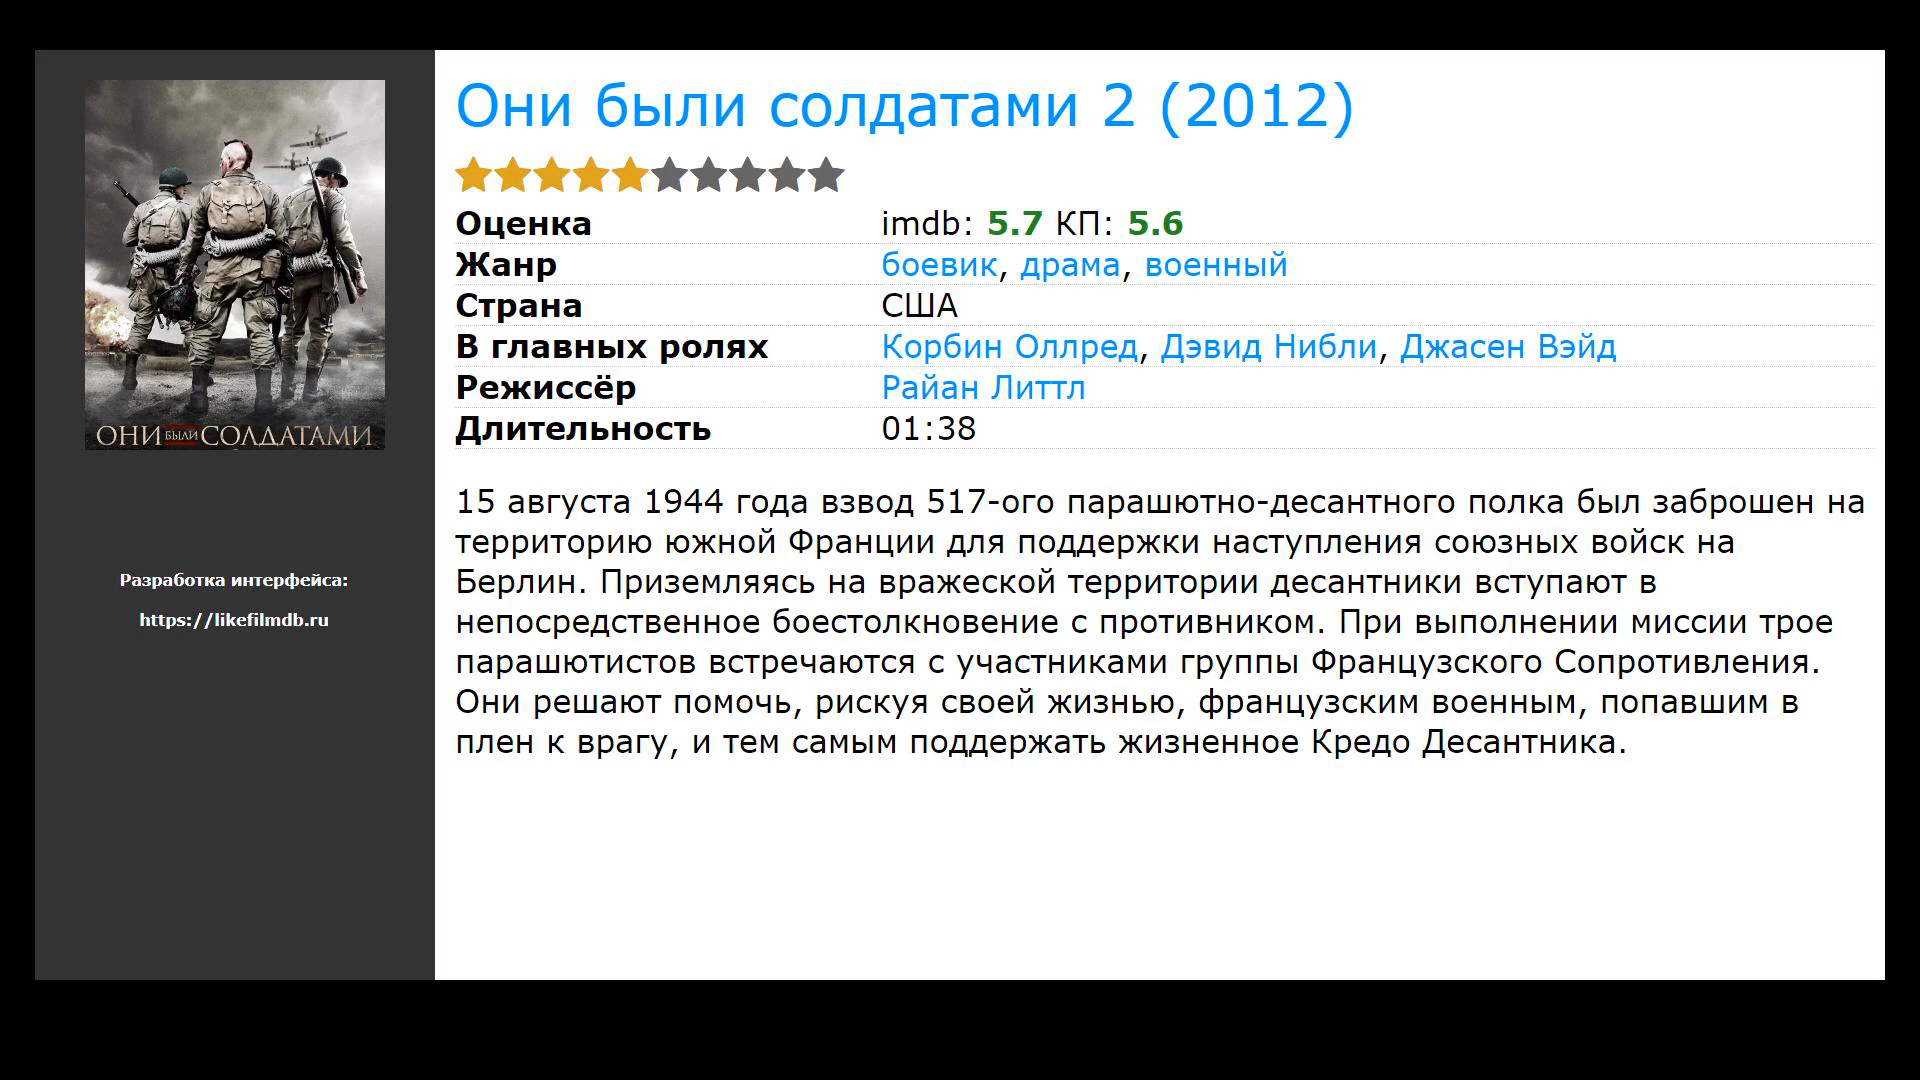 Они были солдатами 2 (2012)
Оценка imdb: 5.7 КП: 5.6
Жанр боевик, драма, военный
Страна США
В главных ролях Корбин Оллред, Дэвид Нибли, Джасен Вэйд
Режиссёр Райан Литтл
Длительность 01:38
15 августа 1944 года взвод 517-ого парашютно-десантного полка был заброшен на
территорию южной Франции для поддержки наступления союзных войск на
Берлин. Приземляясь на вражеской территории десантники вступают в
непосредственное боестолкновение с противником. При выполнении миссии трое
парашютистов встречаются с участниками группы Французского Сопротивления.
Они решают помочь, рискуя своей жизнью, французским военным, попавшим в
плен к врагу, и тем самым поддержать жизненное Кредо Десантника.
ОНИ БЫЛИ СОЛДАТАМИ
Разработка интерфейса:
https://likefilmdb.ru